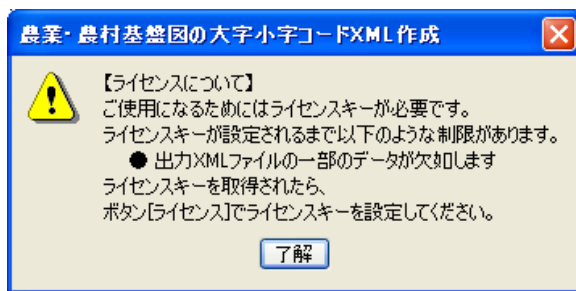 農業・農村基盤図の大字小字コードXML作成
【ライセンスについて】
ご使用になるためにはライセンスキーが必要です。
ライセンスキーが設定されるまで以下のような制限があります。
● 出力XMLファイルの一部のデータが欠如します
ライセンスキーを取得されたら、
ボタン[ライセンス]でライセンスキーを設定してください。
了解